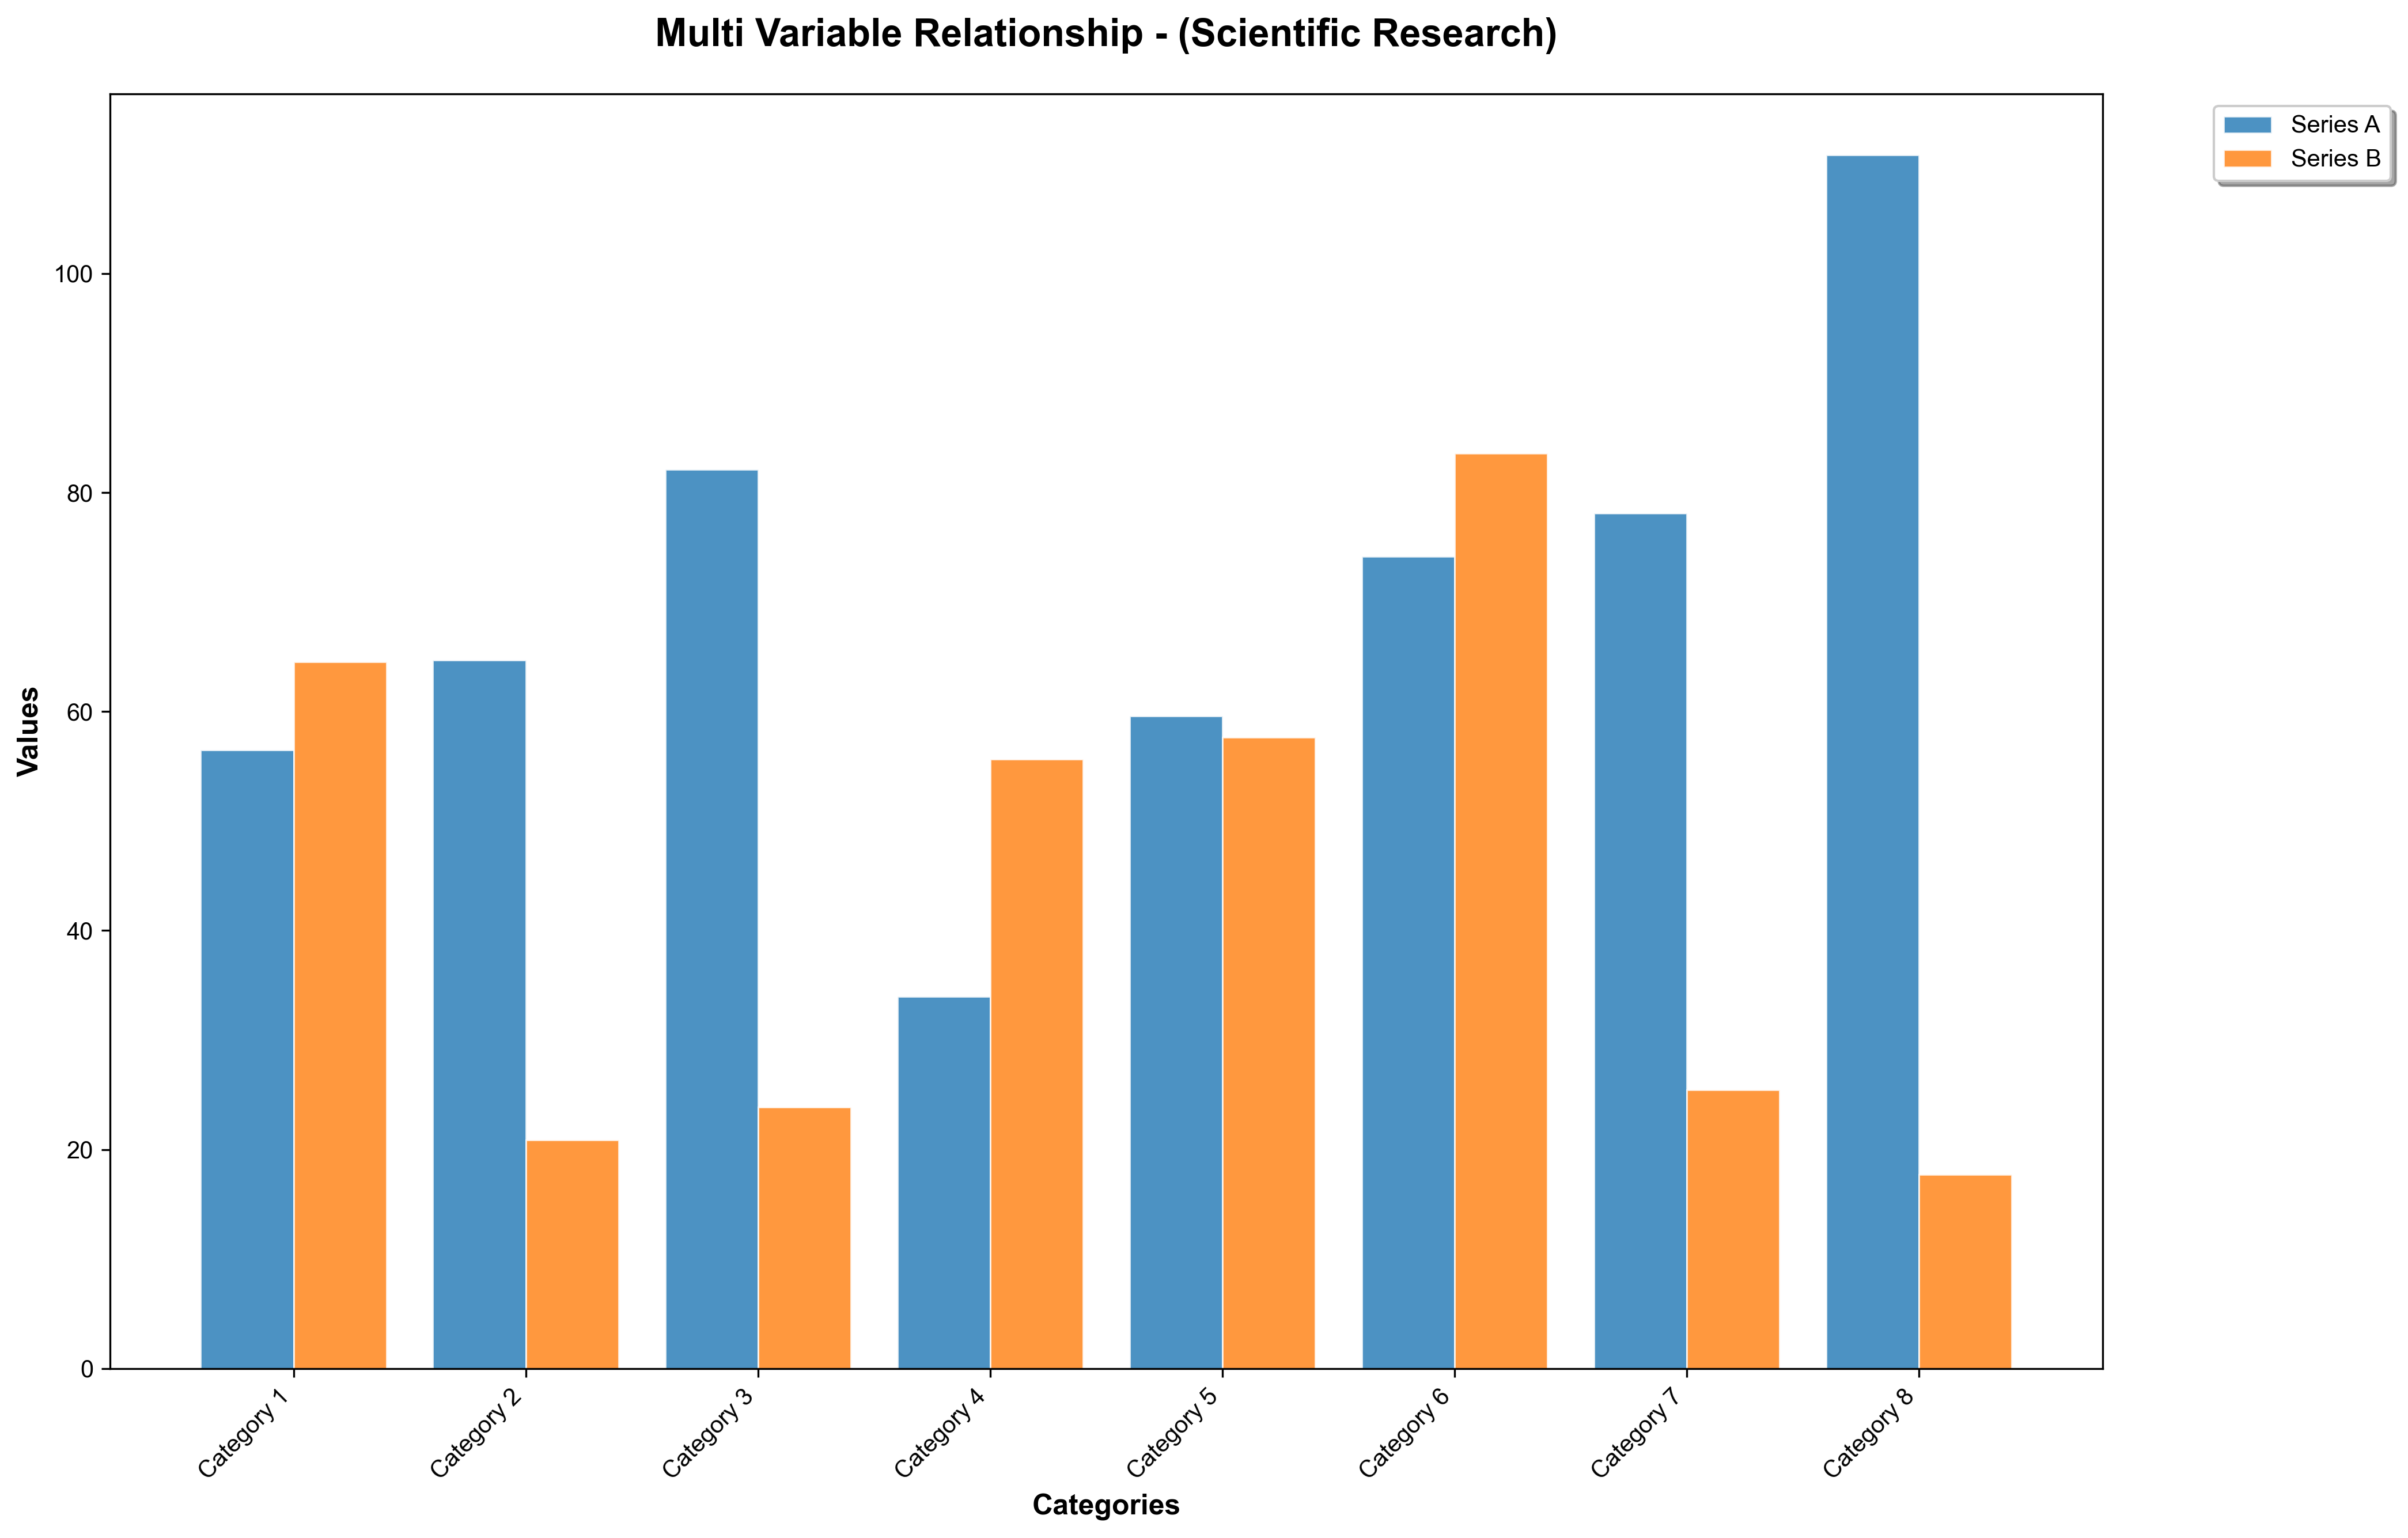 Multi Variable Relationship - (Scientific Research)
Series A
Series B
Values
100
80
60
40
20
0
Category 1
Category 2
Category 3
Category 4
Category 5
Category 6
Category 7
Category 8
Categories